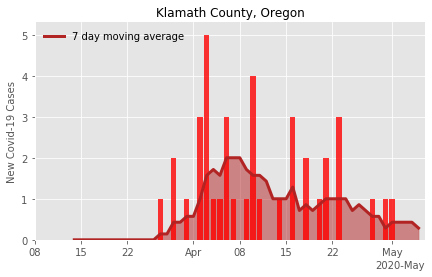 Klamath County, Oregon
7 day moving average
New Covid-19 Cases
5
4
3
2
1
0
08 15 22 Apr 08 15 22 May
2020-May